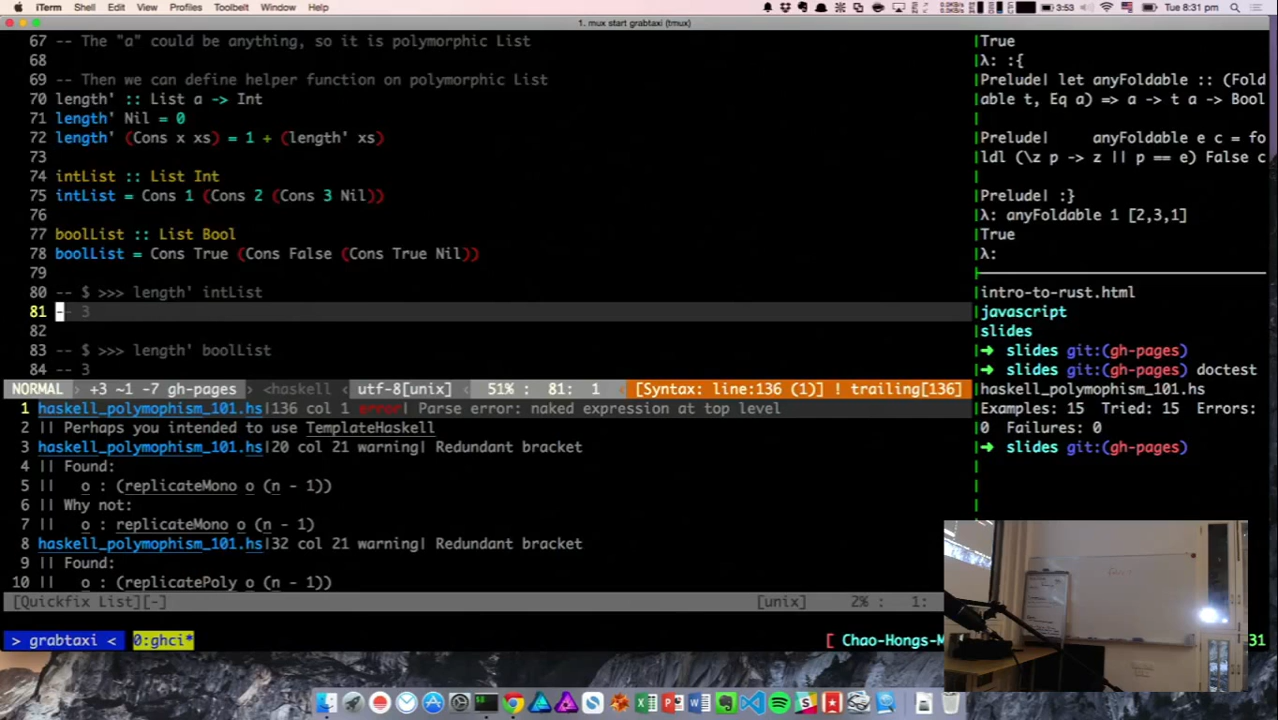 iTerm Shell Edit View Profiles Toolbelt Window Help 3:53 Tue 8:31 pm
1. mux start grabtaxi (tmux)
67 -- The "a" could be anything, so it is polymorphic List
68
69 -- Then we can define helper function on polymorphic List
70 length' :: List a -> Int
71 length' Nil = 0
72 length' (Cons x xs) = 1 + (length' xs)
73
74 intList :: List Int
75 intList = Cons 1 (Cons 2 (Cons 3 Nil))
76
77 boolList :: List Bool
78 boolList = Cons True (Cons False (Cons True Nil))
79
80 -- $ >>> length' intList
81 -- 3
82
83 -- $ >>> length' boolList
84 -- 3
NORMAL +3 ~1 -7 gh-pages <haskell utf-8[unix] 51% : 81: 1 [Syntax: line:136 (1)] ! trailing[136]
1 haskell_polymophism_101.hs|136 col 1 error| Parse error: naked expression at top level
2 || Perhaps you intended to use TemplateHaskell
3 haskell_polymophism_101.hs|20 col 21 warning| Redundant bracket
4 || Found:
5 || o : (replicateMono o (n - 1))
6 || Why not:
7 || o : replicateMono o (n - 1)
8 haskell_polymophism_101.hs|32 col 21 warning| Redundant bracket
9 || Found:
10 || o : (replicatePoly o (n - 1))
[Quickfix List][-] [unix] 2% : 1:
> grabtaxi < 0:ghci* [ Chao-Hongs-M 31
True
λ: :{
Prelude| let anyFoldable :: (Fold
able t, Eq a) => a -> t a -> Bool
Prelude| anyFoldable e c = fo
ldl (\z p -> z || p == e) False c
Prelude| :}
λ: anyFoldable 1 [2,3,1]
True
λ:
intro-to-rust.html
javascript
slides
➜ slides git:(gh-pages)
➜ slides git:(gh-pages) doctest
haskell_polymorphism_101.hs
Examples: 15 Tried: 15 Errors:
0 Failures: 0
➜ slides git:(gh-pages)